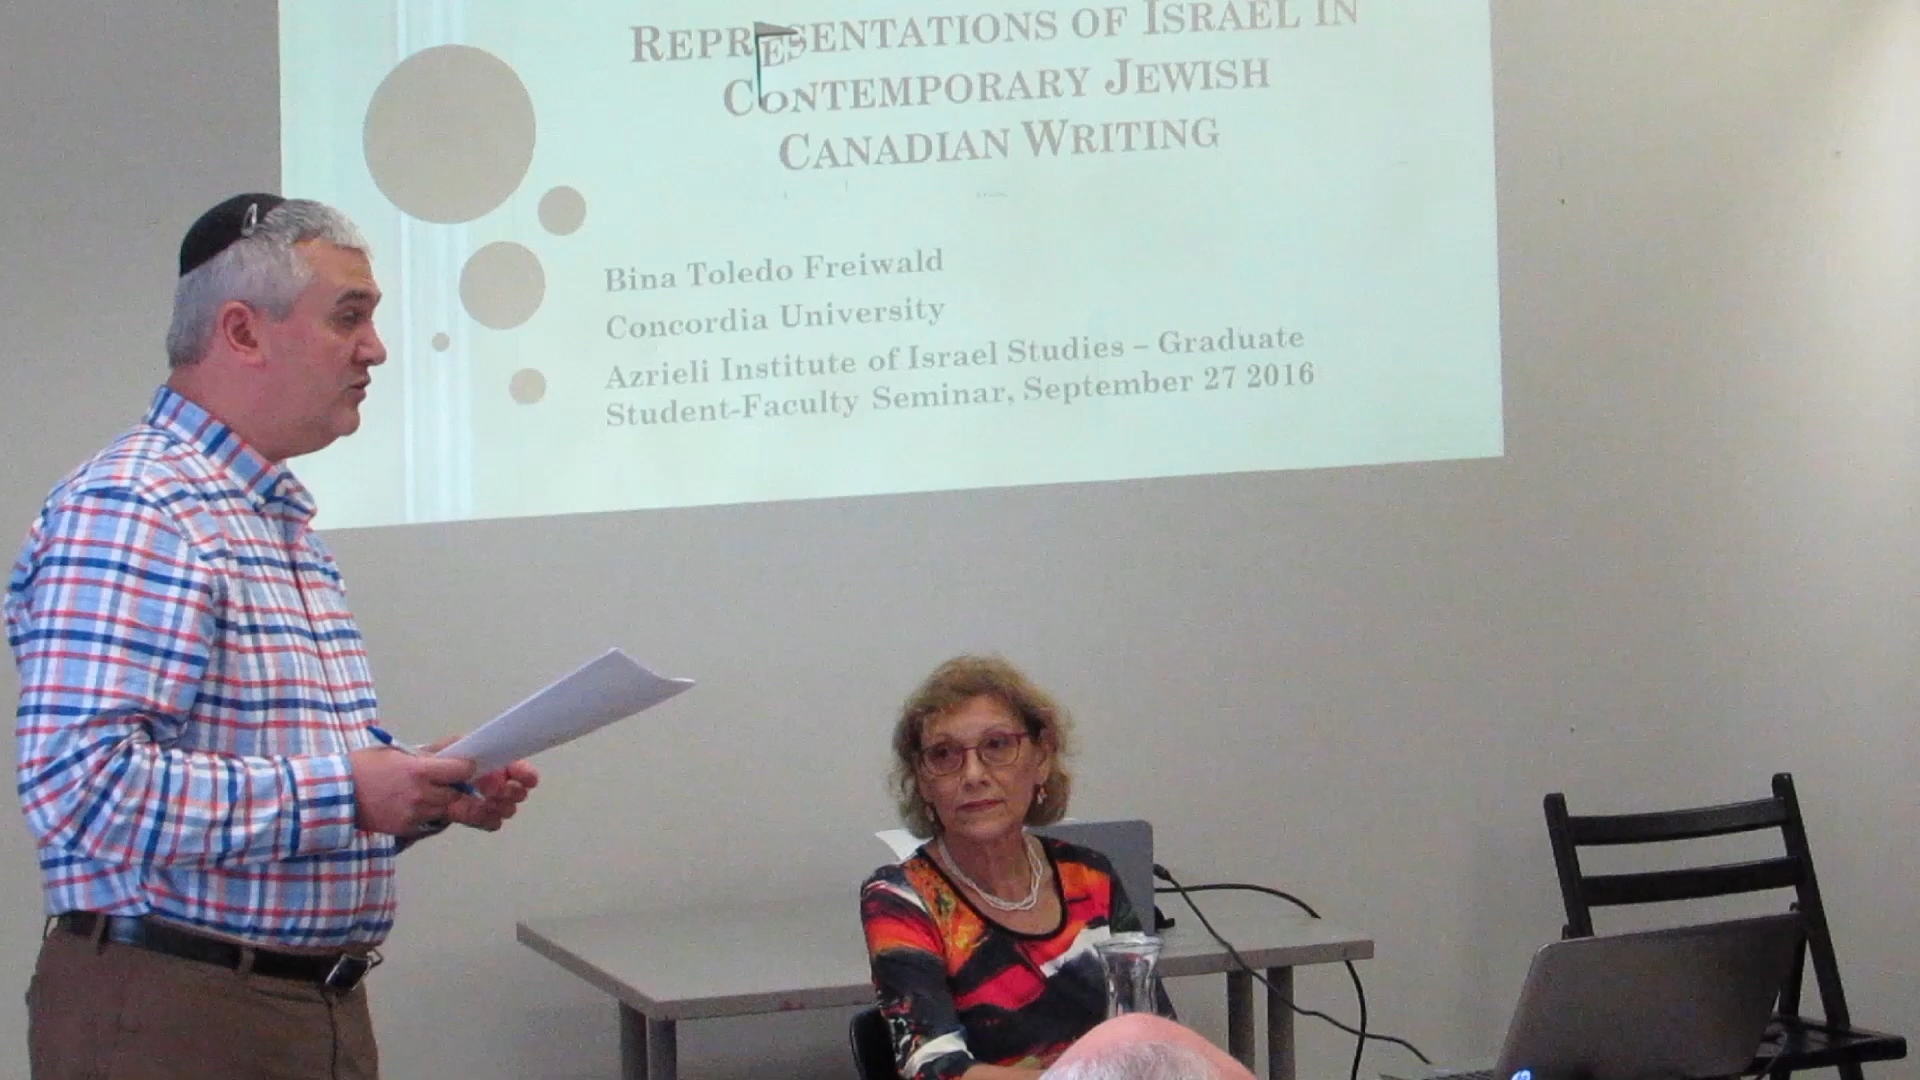 REPRESENTATIONS OF ISRAEL IN
CONTEMPORARY JEWISH
CANADIAN WRITING
Bina Toledo Freiwald
Concordia University
Azrieli Institute of Israel Studies – Graduate
Student-Faculty Seminar, September 27 2016